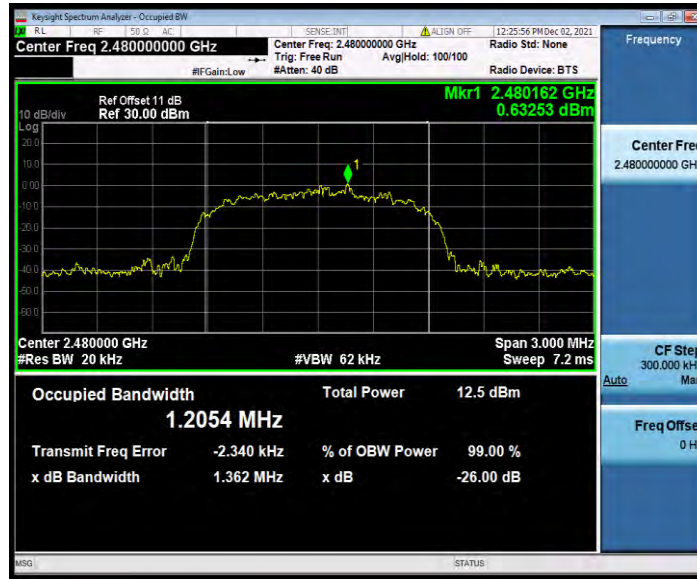 Keysight Spectrum Analyzer - Occupied BW
RL RF 50 Ω AC SENSE:INT ALIGN OFF 12:25:56 PM Dec 02, 2021
Center Freq 2.480000000 GHz Center Freq: 2.480000000 GHz Radio Std: None
Trig: Free Run Avg|Hold: 100/100
#IFGain:Low #Atten: 40 dB Radio Device: BTS
Ref Offset 11 dB Mkr1 2.480162 GHz
10 dB/div Ref 30.00 dBm 0.63253 dBm
Log
20.0
10.0
0.00
-10.0
-20.0
-30.0
-40.0
-50.0
-60.0
1
Center 2.480000 GHz Span 3.000 MHz
#Res BW 20 kHz #VBW 62 kHz Sweep 7.2 ms
Occupied Bandwidth Total Power 12.5 dBm
1.2054 MHz
Transmit Freq Error -2.340 kHz % of OBW Power 99.00 %
x dB Bandwidth 1.362 MHz x dB -26.00 dB
MSG STATUS
Frequency
Center Fre
2.480000000 GH
CF Ste
300.000 kH
Auto Ma
Freq Offse
0 H